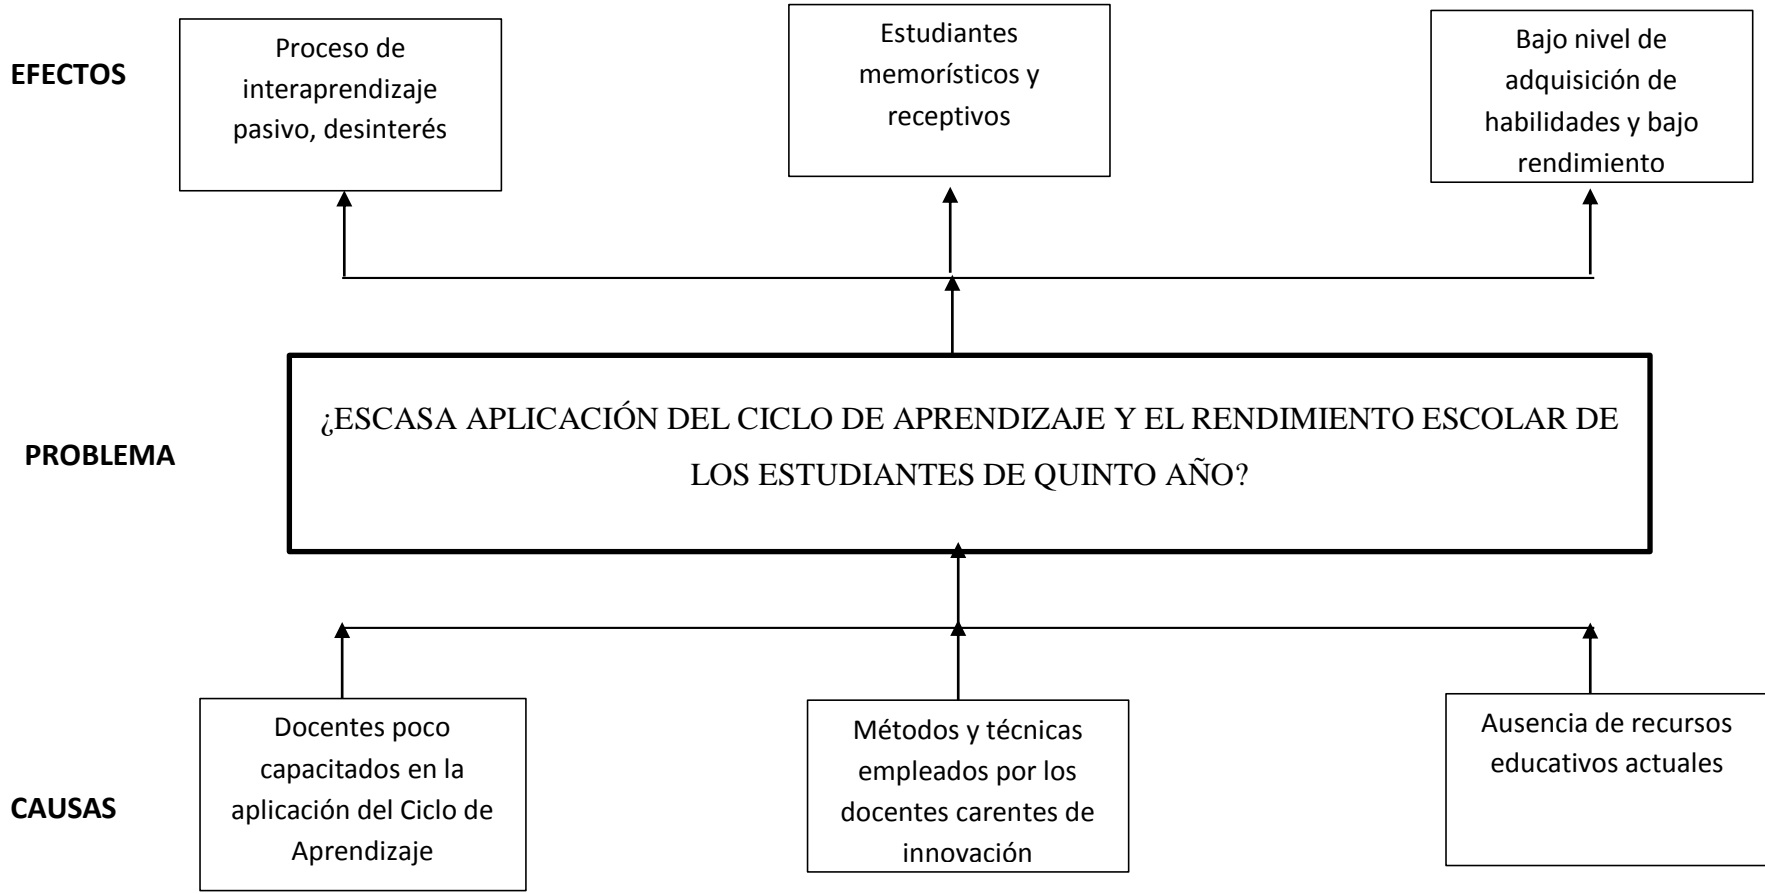 EFECTOS
Proceso de
interaprendizaje
pasivo, desinterés
Estudiantes
memorísticos y
receptivos
Bajo nivel de
adquisición de
habilidades y bajo
rendimiento
PROBLEMA
¿ESCASA APLICACIÓN DEL CICLO DE APRENDIZAJE Y EL RENDIMIENTO ESCOLAR DE
LOS ESTUDIANTES DE QUINTO AÑO?
CAUSAS
Docentes poco
capacitados en la
aplicación del Ciclo de
Aprendizaje
Métodos y técnicas
empleados por los
docentes carentes de
innovación
Ausencia de recursos
educativos actuales